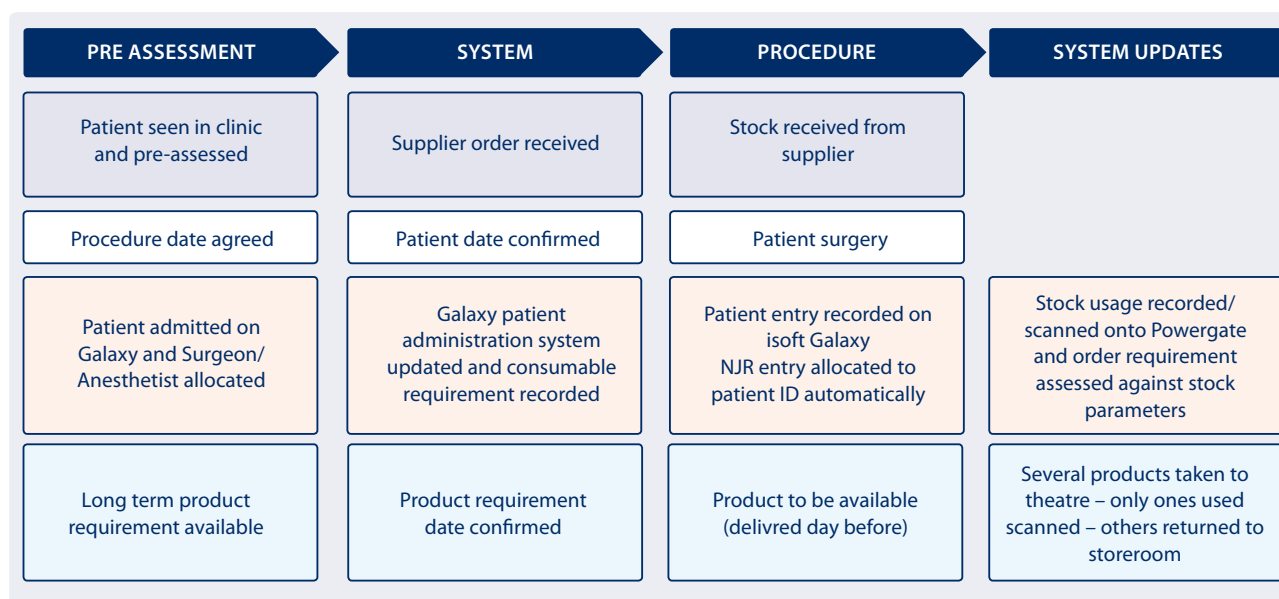 PRE ASSESSMENT
SYSTEM
PROCEDURE
SYSTEM UPDATES
Patient seen in clinic
and pre-assessed
Supplier order received
Stock received from
supplier
Procedure date agreed
Patient date confirmed
Patient surgery
Patient admitted on
Galaxy and Surgeon/
Anesthetist allocated
Galaxy patient
administration system
updated and consumable
requirement recorded
Patient entry recorded on
isoft Galaxy
NJR entry allocated to
patient ID automatically
Stock usage recorded/
scanned onto Powergate
and order requirement
assessed against stock
parameters
Long term product
requirement available
Product requirement
date confirmed
Product to be available
(delivred day before)
Several products taken to
theatre – only ones used
scanned – others returned to
storeroom